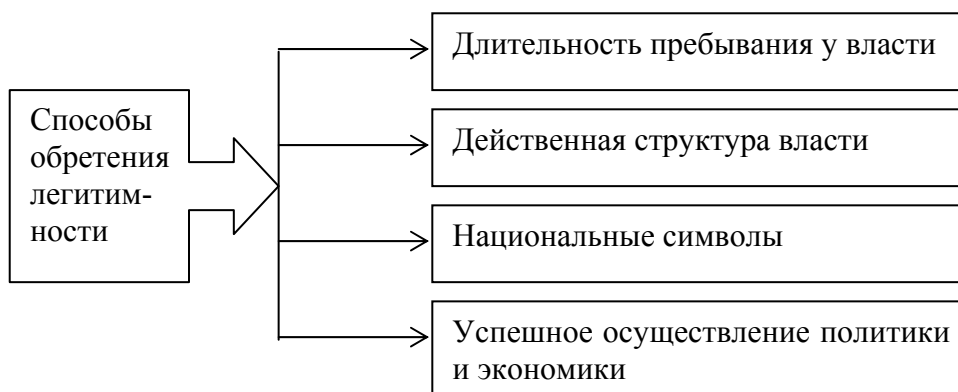 Способы
обретения
легитим-
ности
Длительность пребывания у власти
Действенная структура власти
Национальные символы
Успешное осуществление политики
и экономики